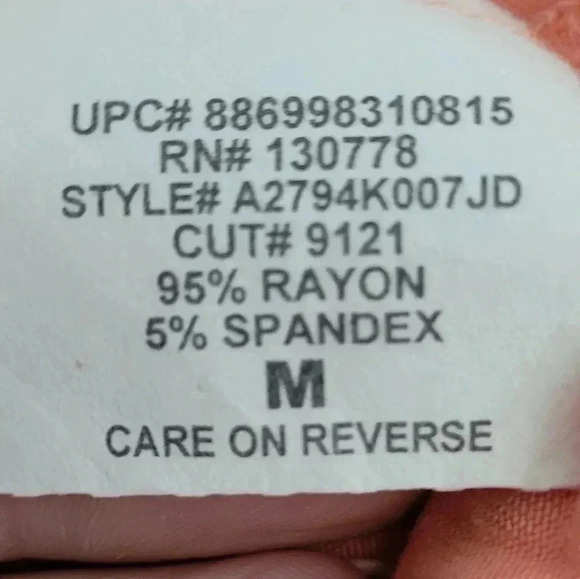 UPC# 886998310815
RN# 130778
STYLE# A2794K007JD
CUT# 9121
95% RAYON
5% SPANDEX
M
CARE ON REVERSE